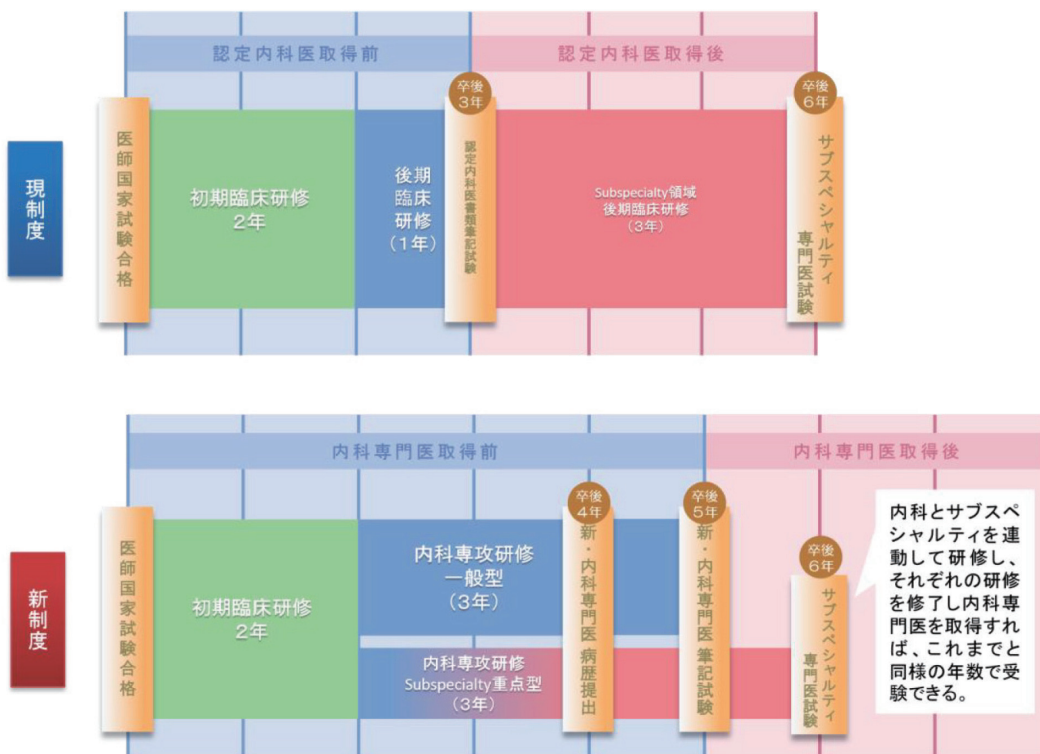 認定内科医取得前
認定内科医取得後
現制度
医師国家試験合格
初期臨床研修
2年
後期
臨床
研修
(1年)
卒後
3年
認定内科医書類筆記試験
Subspecialty領域
後期臨床研修
(3年)
卒後
6年
サブスペシャルティ
専門医試験
内科専門医取得前
内科専門医取得後
新制度
医師国家試験合格
初期臨床研修
2年
内科専攻研修
一般型
(3年)
内科専攻研修
Subspecialty重点型
(3年)
卒後
4年
新・内科専門医 病歴提出
卒後
5年
新・内科専門医 筆記試験
卒後
6年
サブスペシャルティ
専門医試験
内科とサブスペ
シャルティを連
動して研修し、
それぞれの研修
を修了し内科専
門医を取得すれ
ば、これまでと
同様の年数で受
験できる。